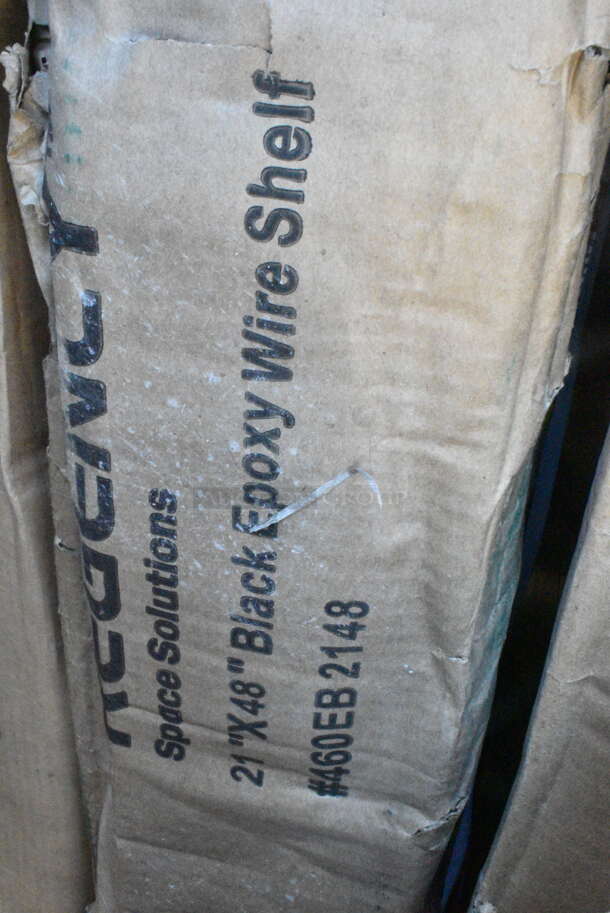 REGENCY
Space Solutions
21"X48" Black Epoxy Wire Shelf
#460EB 2148